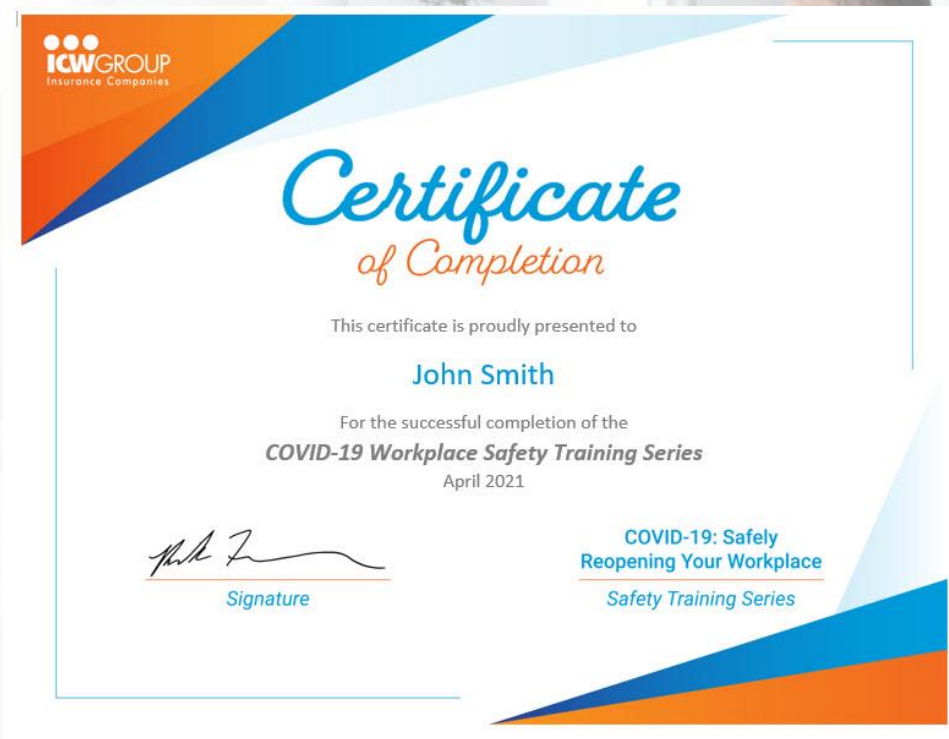 ICWGROUP
Insurance Companies
Certificate
of Completion
This certificate is proudly presented to
John Smith
For the successful completion of the
COVID-19 Workplace Safety Training Series
April 2021
COVID-19: Safely
Reopening Your Workplace
Signature
Safety Training Series